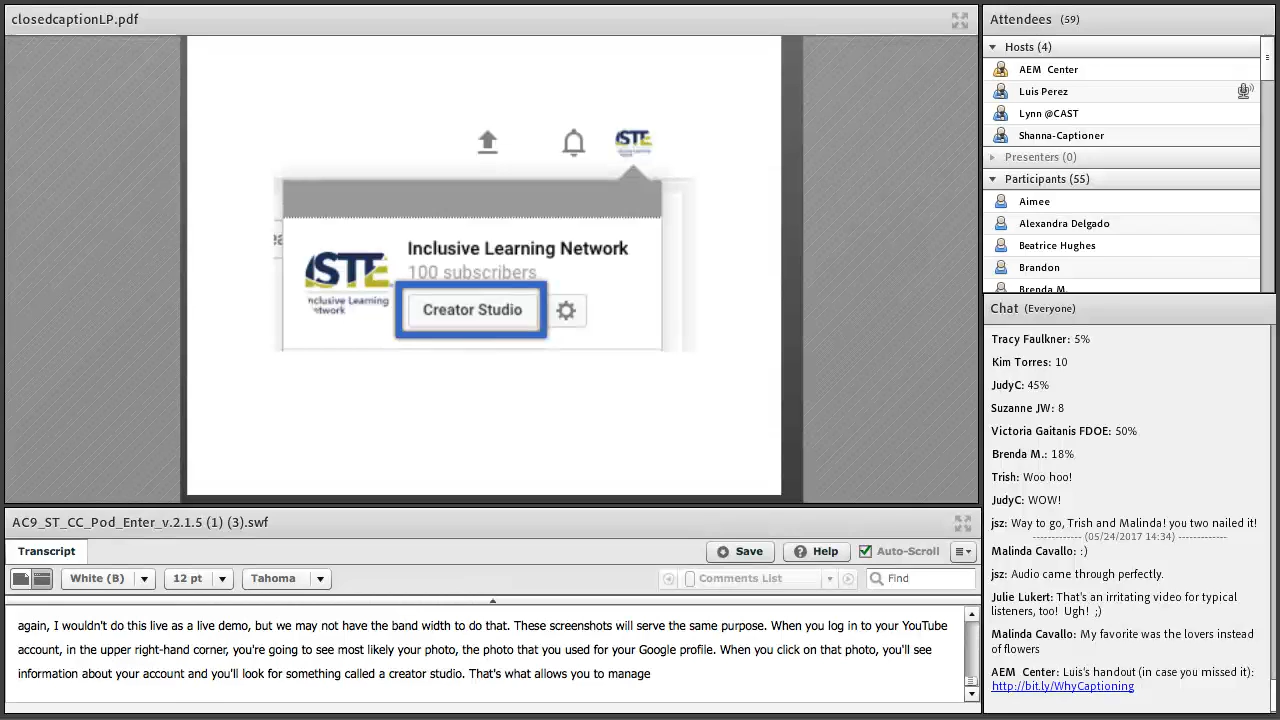 closedcaptionLP.pdf
ISTE
Inclusive Learning Network
100 subscribers
ISTE
Inclusive Learning
Network
Creator Studio
Attendees (59)
Hosts (4)
AEM Center
Luis Perez
Lynn @CAST
Shanna-Captioner
Presenters (0)
Participants (55)
Aimee
Alexandra Delgado
Beatrice Hughes
Brandon
Brenda M.
Chat (Everyone)
Tracy Faulkner: 5%
Kim Torres: 10
JudyC: 45%
Suzanne JW: 8
Victoria Gaitanis FDOE: 50%
Brenda M.: 18%
Trish: Woo hoo!
JudyC: WOW!
jsz: Way to go, Trish and Malinda! you two nailed it!
------------- (05/24/2017 14:34) -------------
Malinda Cavallo: :)
jsz: Audio came through perfectly.
Julie Lukert: That's an irritating video for typical
listeners, too! Ugh! ;)
Malinda Cavallo: My favorite was the lovers instead
of flowers
AEM Center: Luis's handout (in case you missed it):
http://bit.ly/WhyCaptioning
AC9_ST_CC_Pod_Enter_v.2.1.5 (1) (3).swf
Transcript
Save
Help
Auto-Scroll
White (B)
12 pt
Tahoma
Comments List
Find
again, I wouldn't do this live as a live demo, but we may not have the band width to do that. These screenshots will serve the same purpose. When you log in to your YouTube
account, in the upper right-hand corner, you're going to see most likely your photo, the photo that you used for your Google profile. When you click on that photo, you'll see
information about your account and you'll look for something called a creator studio. That's what allows you to manage